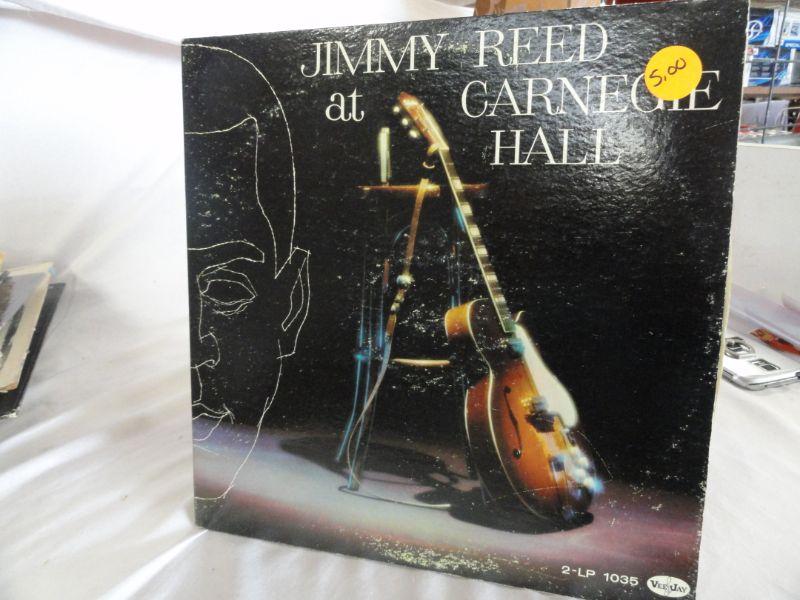 JIMMY REED
at CARNEGIE
HALL
5.00
2-LP 1035 VEE JAY